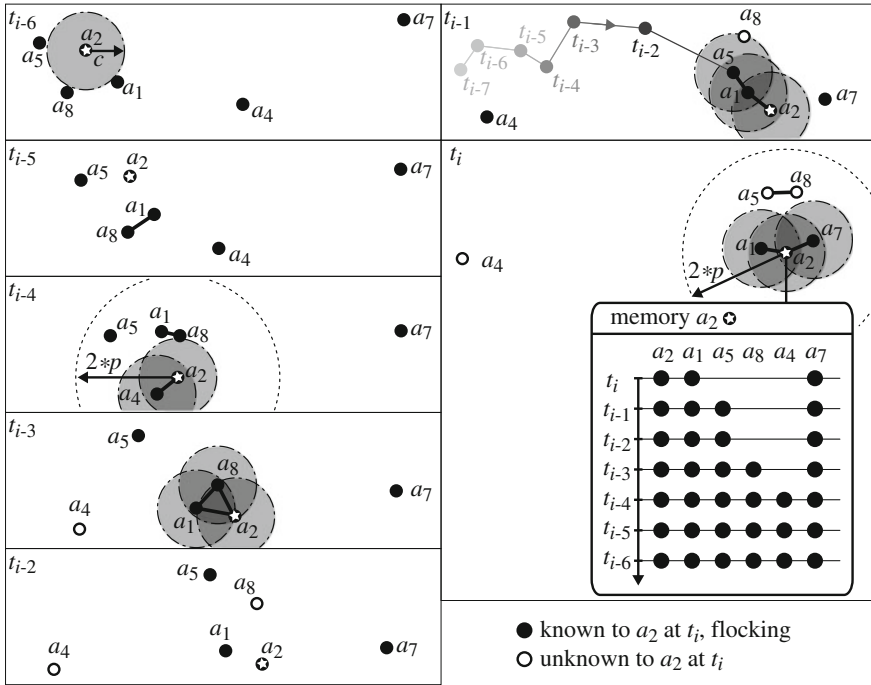 t_{i-6}
a_2
c
a_5
a_8
a_1
a_4
a_7
t_{i-5}
a_5
a_2
a_1
a_8
a_4
a_7
t_{i-4}
a_1
a_5
a_8
2*p
a_2
a_4
a_7
t_{i-3}
a_5
a_8
a_4
a_1
a_2
a_7
t_{i-2}
a_5
a_8
a_1
a_4
a_2
a_7
t_{i-1}
t_{i-7}
t_{i-6}
t_{i-5}
t_{i-4}
t_{i-3}
t_{i-2}
a_8
a_5
a_1
a_2
a_7
a_4
t_i
a_5
a_8
a_1
a_7
a_2
a_4
2*p
memory a_2
a_2 a_1 a_5 a_8 a_4 a_7
t_i
t_{i-1}
t_{i-2}
t_{i-3}
t_{i-4}
t_{i-5}
t_{i-6}
known to a_2 at t_i, flocking
unknown to a_2 at t_i